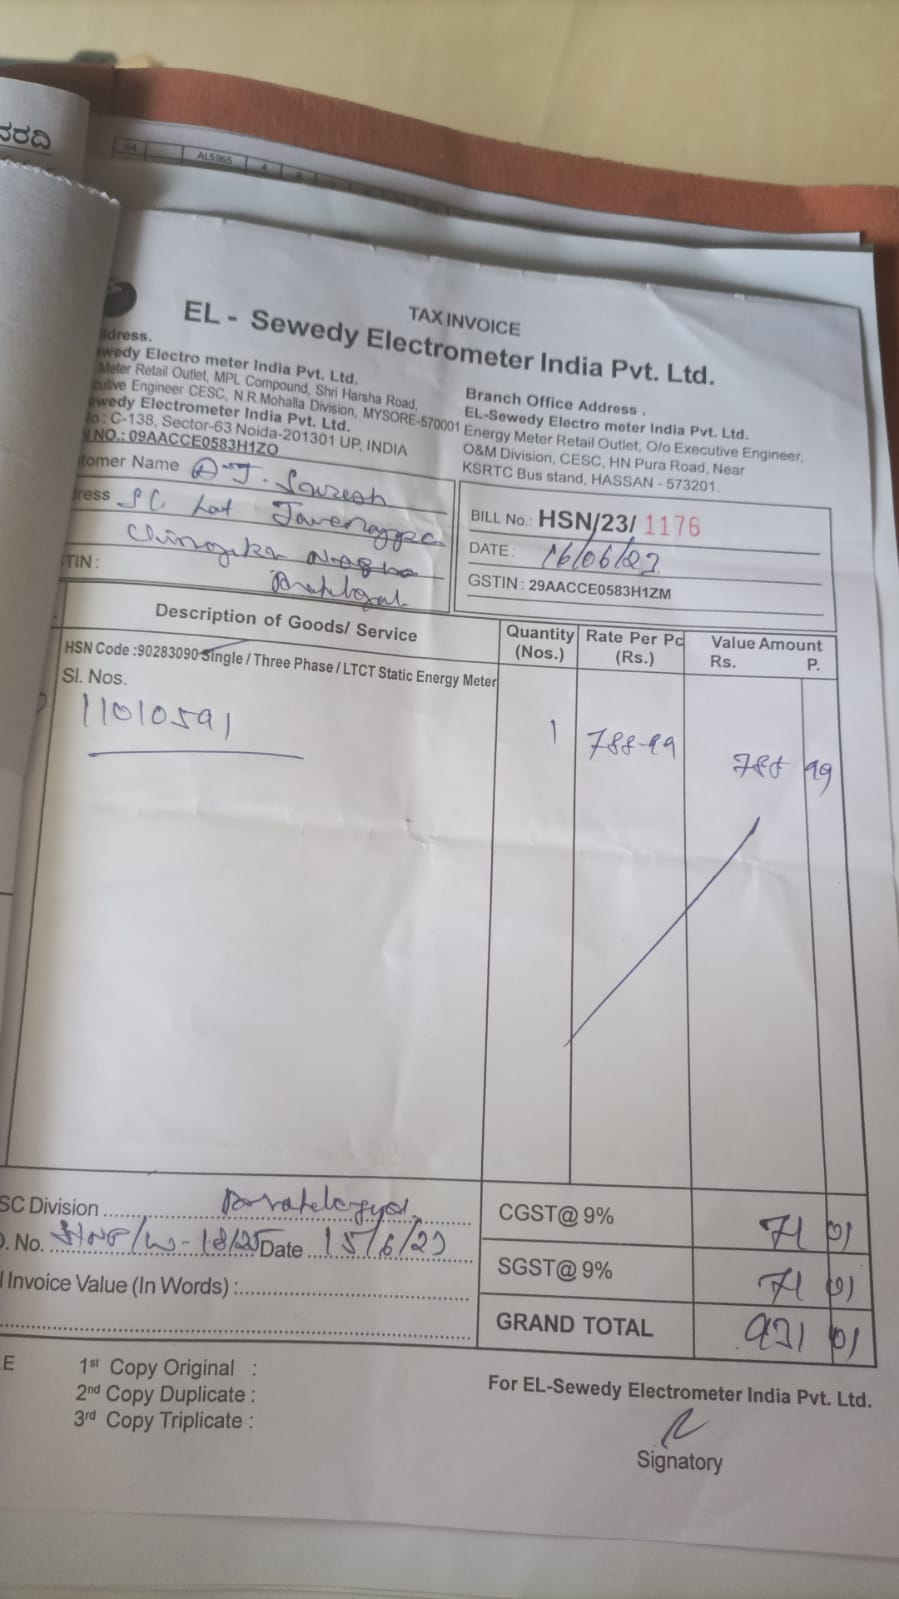 ಸರದಿ
64 ALS965 4
TAX INVOICE
EL - Sewedy Electrometer India Pvt. Ltd.
dress.
wedy Electro meter India Pvt. Ltd.
Meter Retail Outlet, MPL Compound, Shri Harsha Road,
cutive Engineer CESC, N.R.Mohalla Division, MYSORE-570001
ewedy Electrometer India Pvt. Ltd.
No : C-138, Sector-63 Noida-201301 UP, INDIA
NO.: 09AACCE0583H1ZO
Branch Office Address .
EL-Sewedy Electro meter India Pvt. Ltd.
Energy Meter Retail Outlet, O/o Executive Engineer,
O&M Division, CESC, HN Pura Road, Near
KSRTC Bus stand, HASSAN - 573201.
tomer Name
ress
TIN :
BILL No.: HSN/23/ 1176
DATE : 16/06/23
GSTIN : 29AACCE0583H1ZM
Description of Goods/ Service Quantity (Nos.) Rate Per Pc (Rs.) Value Amount Rs. P.
HSN Code :90283090 Single / Three Phase / LTCT Static Energy Meter
Sl. Nos.
11010591 1 788-99 788 99
SC Division
CGST@ 9% 71 01
O. No. Date 15/6/23
SGST@ 9% 71 01
l Invoice Value (In Words) :
GRAND TOTAL 931 01
E 1st Copy Original :
2nd Copy Duplicate :
3rd Copy Triplicate :
For EL-Sewedy Electrometer India Pvt. Ltd.
Signatory